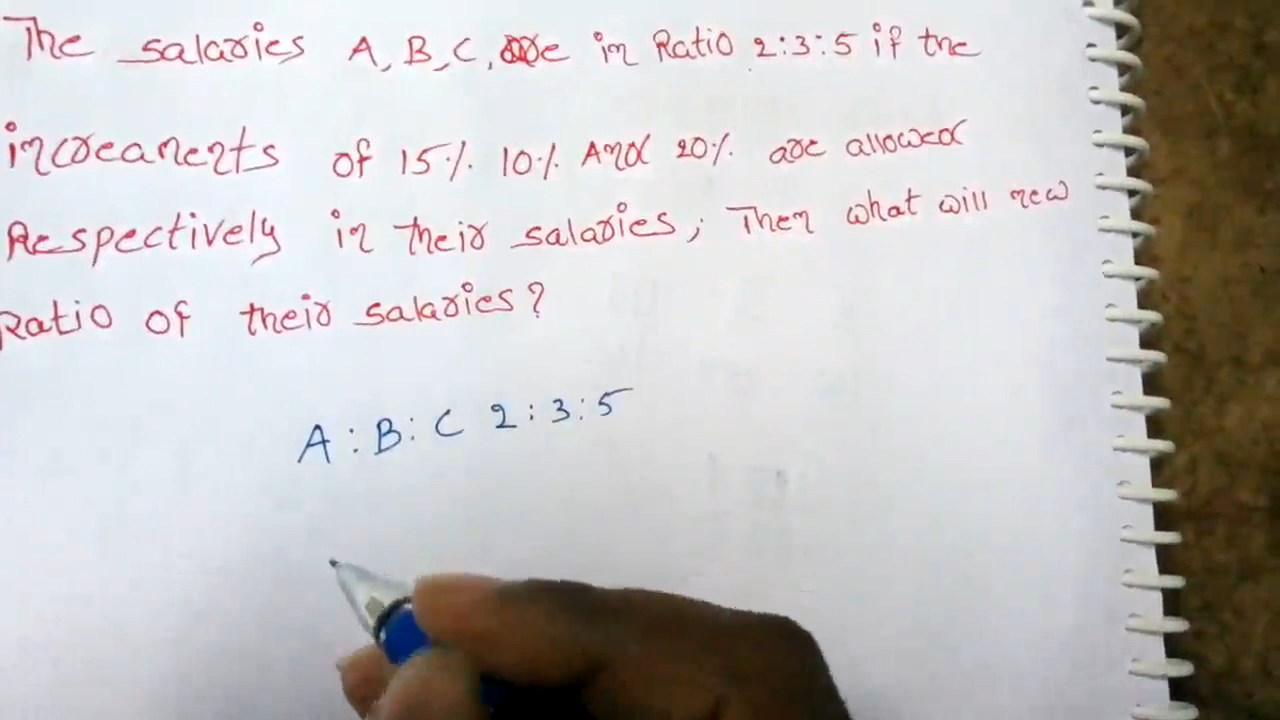 The salaries A, B, C, are in Ratio 2:3:5 if the
increanents of 15% 10% And 20% are allowed
Respectively in their salaries; Then what will new
Ratio of their salaries?
A : B : C 2 : 3 : 5